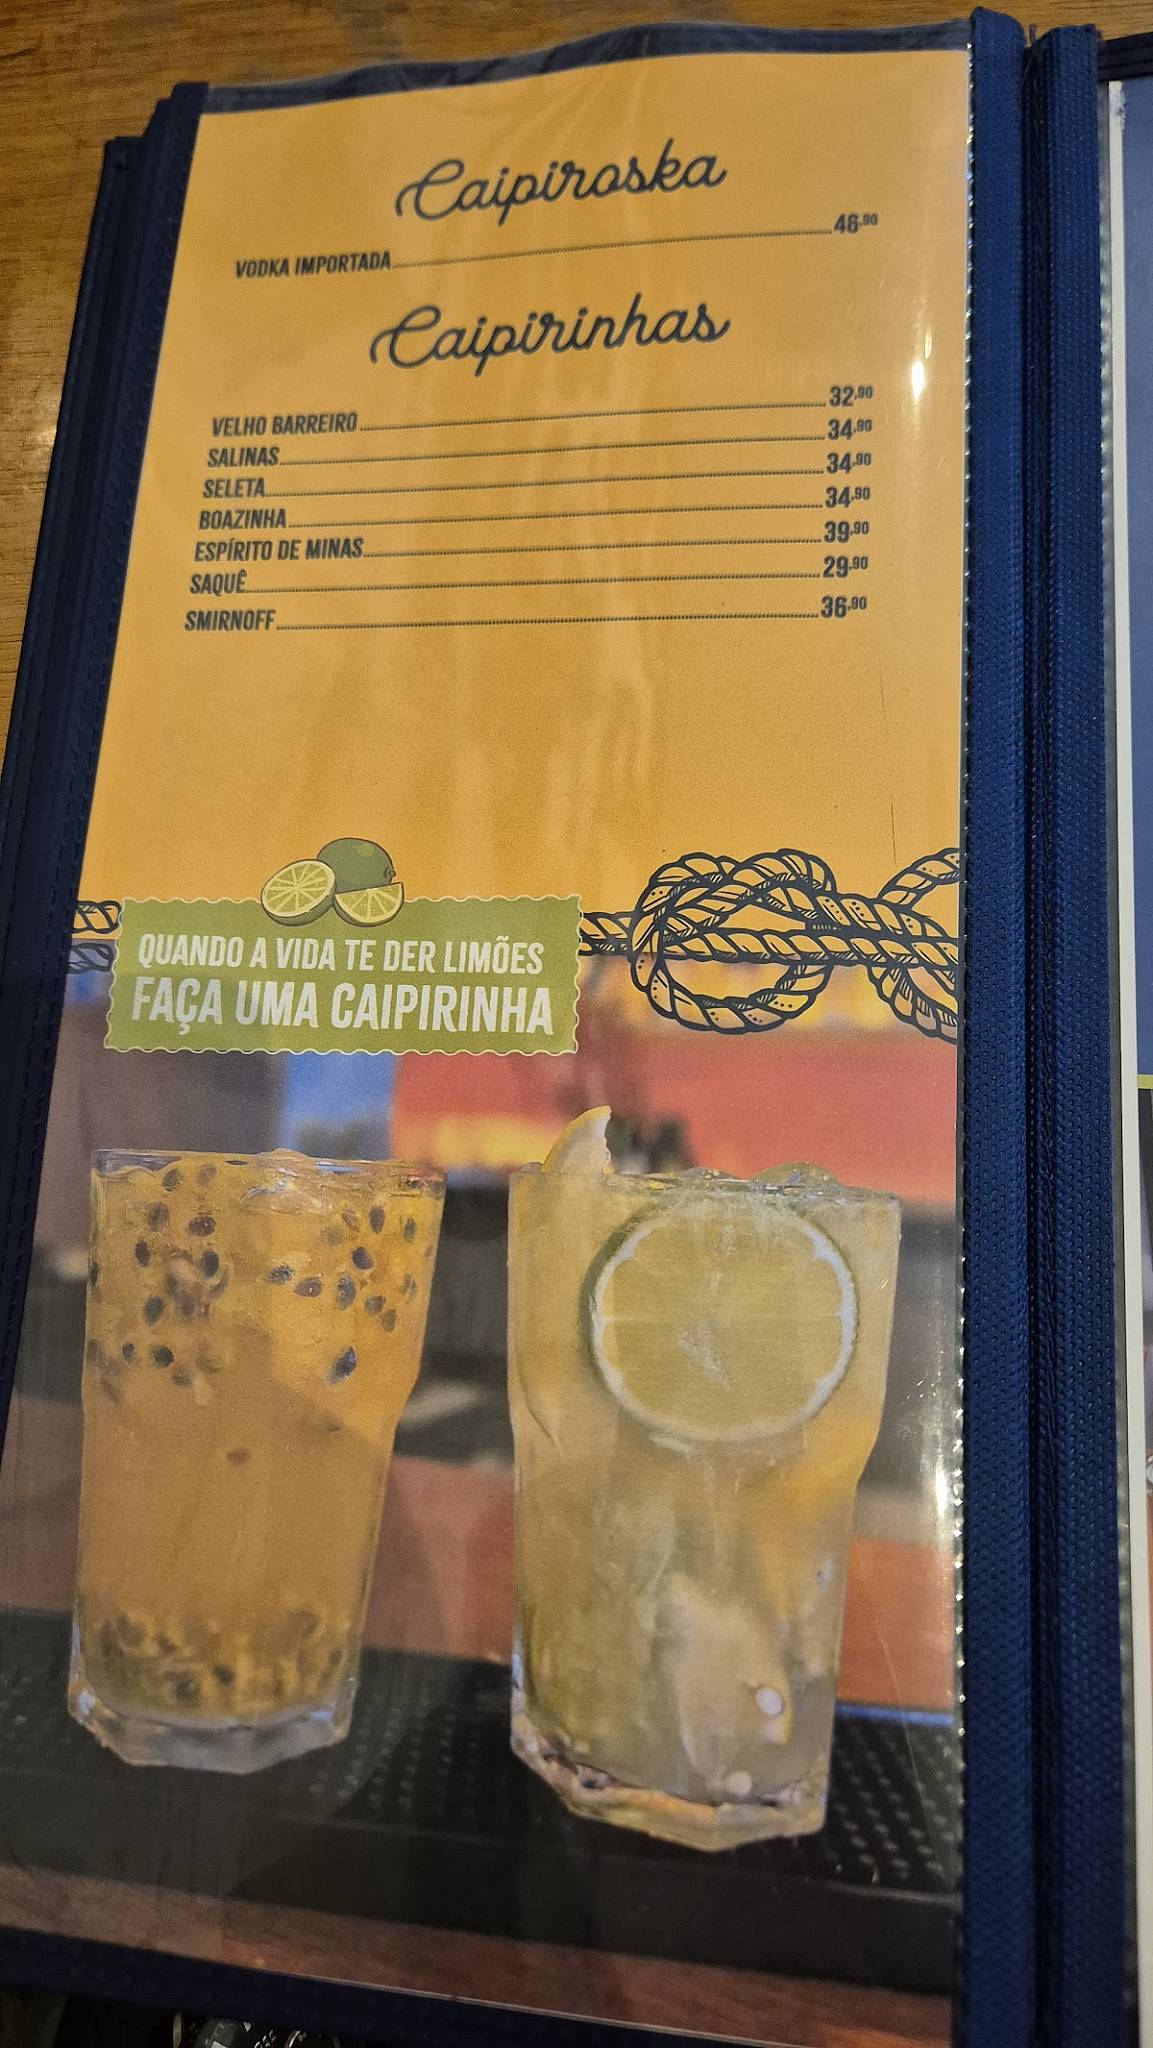 Caipiroska
VODKA IMPORTADA 46,90
Caipirinhas
VELHO BARREIRO 32,90
SALINAS 34,90
SELETA 34,90
BOAZINHA 34,90
ESPÍRITO DE MINAS 39,90
SAQUÊ 29,90
SMIRNOFF 36,90
QUANDO A VIDA TE DER LIMÕES
FAÇA UMA CAIPIRINHA